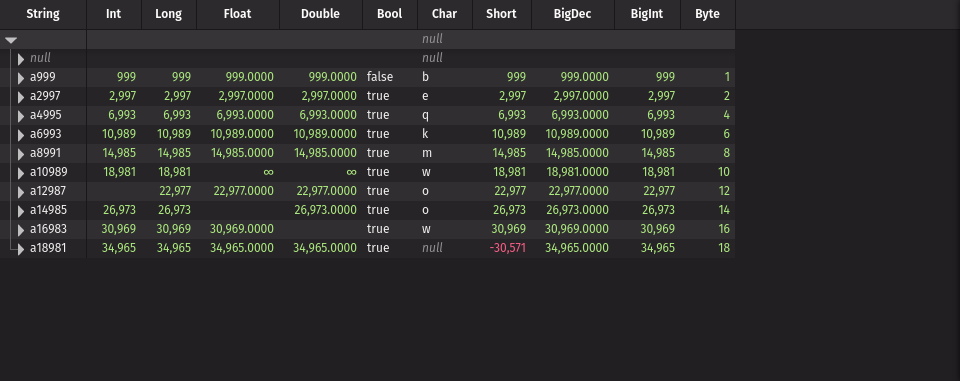 String Int Long Float Double Bool Char Short BigDec BigInt Byte
null
null null
a999 999 999 999.0000 999.0000 false b 999 999.0000 999 1
a2997 2,997 2,997 2,997.0000 2,997.0000 true e 2,997 2,997.0000 2,997 2
a4995 6,993 6,993 6,993.0000 6,993.0000 true q 6,993 6,993.0000 6,993 4
a6993 10,989 10,989 10,989.0000 10,989.0000 true k 10,989 10,989.0000 10,989 6
a8991 14,985 14,985 14,985.0000 14,985.0000 true m 14,985 14,985.0000 14,985 8
a10989 18,981 18,981 ∞ ∞ true w 18,981 18,981.0000 18,981 10
a12987 22,977 22,977.0000 22,977.0000 true o 22,977 22,977.0000 22,977 12
a14985 26,973 26,973 26,973.0000 true o 26,973 26,973.0000 26,973 14
a16983 30,969 30,969 30,969.0000 true w 30,969 30,969.0000 30,969 16
a18981 34,965 34,965 34,965.0000 34,965.0000 true null -30,571 34,965.0000 34,965 18